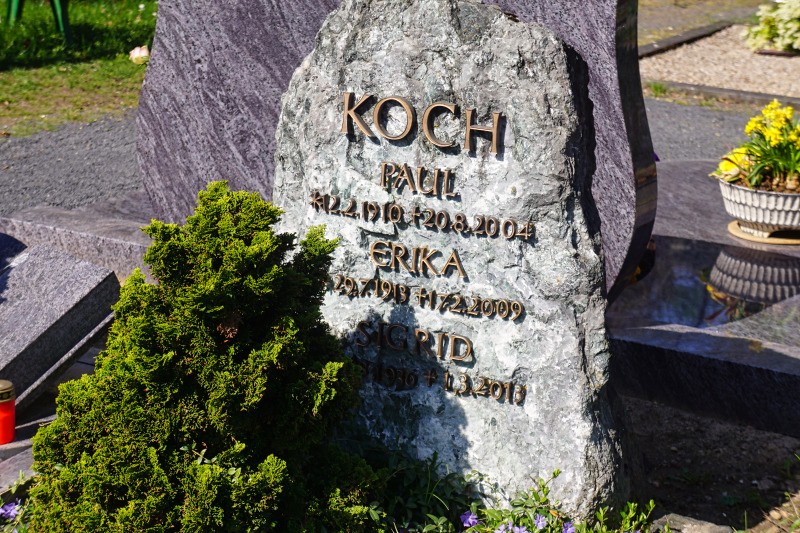 KOCH
PAUL
*12.2.1910 +20.8.2004
ERIKA
29.7.1913 +17.2.2009
SIGRID
+ 1.3.2013